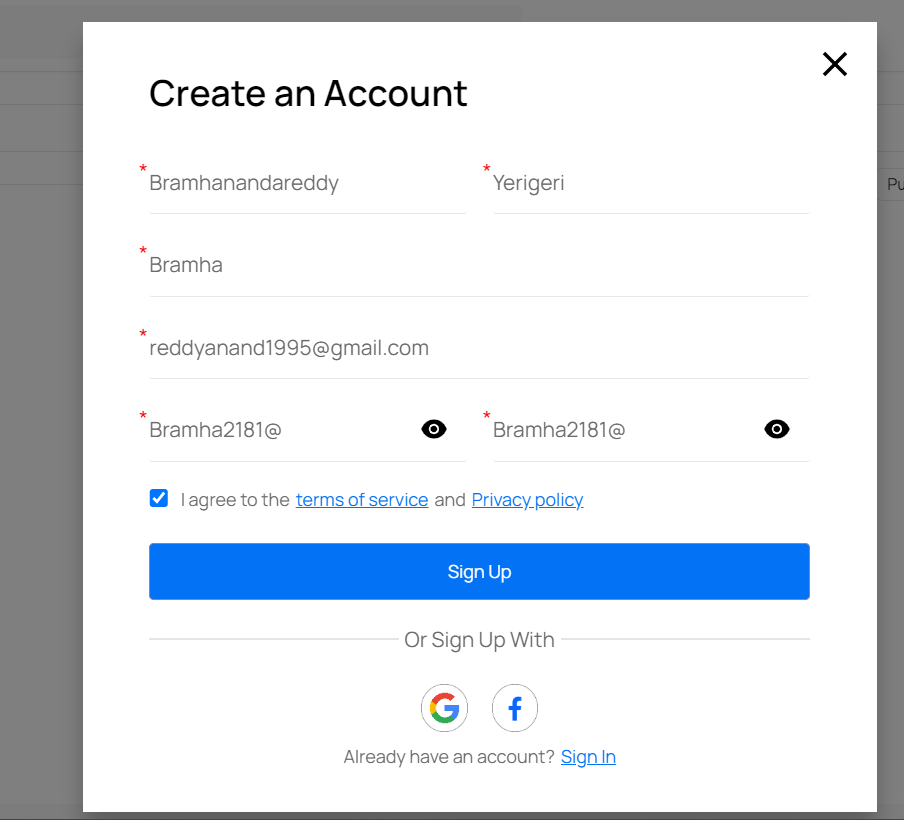 Create an Account
* Bramhanandareddy * Yerigeri
* Bramha
* reddyanand1995@gmail.com
* Bramha2181@ * Bramha2181@
I agree to the terms of service and Privacy policy
Sign Up
Or Sign Up With
Already have an account? Sign In